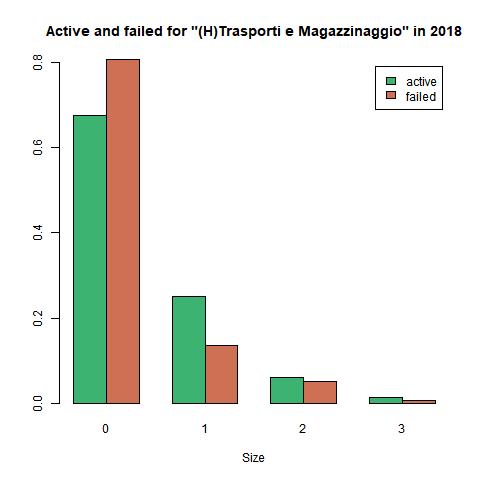 Active and failed for "(H)Trasporti e Magazzinaggio" in 2018
active
failed
0.8
0.6
0.4
0.2
0.0
0 1 2 3
Size